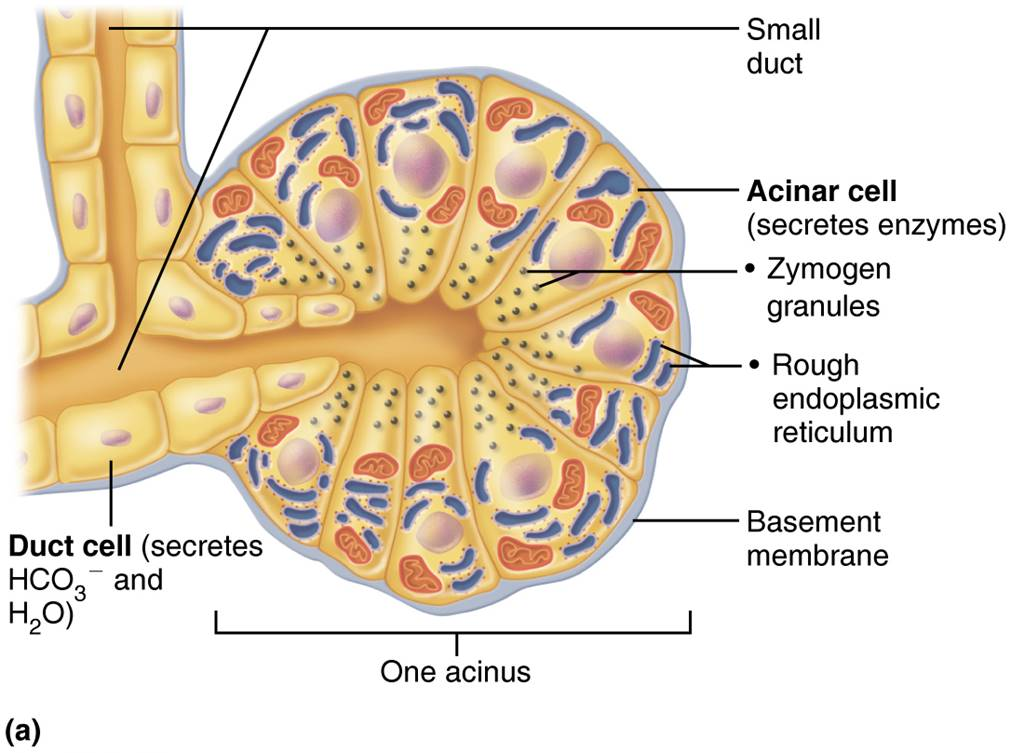 Small
duct
Acinar cell
(secretes enzymes)
• Zymogen
granules
• Rough
endoplasmic
reticulum
Basement
membrane
Duct cell (secretes
HCO₃⁻ and
H₂O)
One acinus
(a)